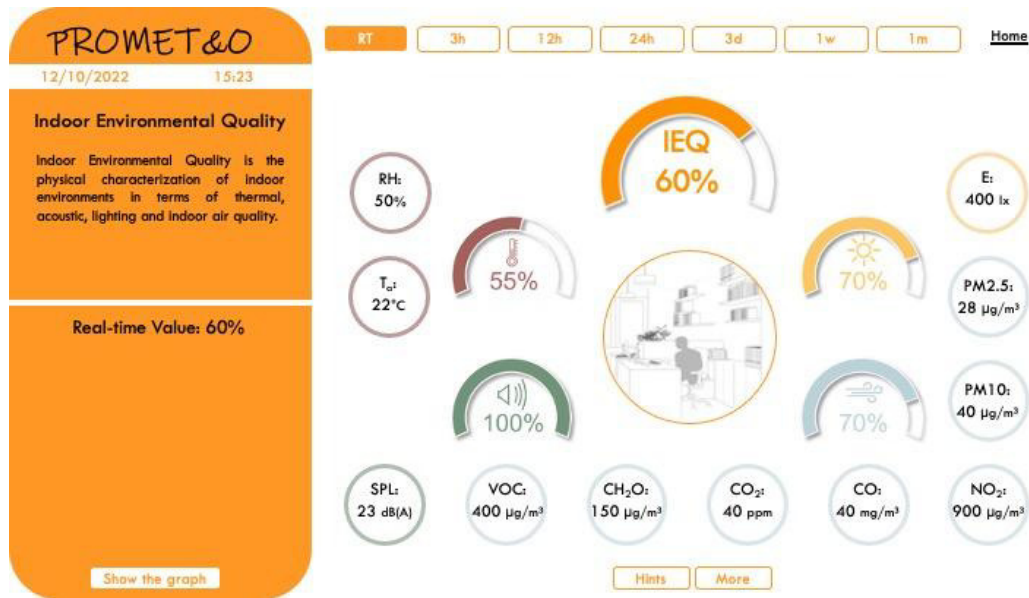 PROMET&O
12/10/2022 15:23
Indoor Environmental Quality
Indoor Environmental Quality is the
physical characterization of indoor
environments in terms of thermal,
acoustic, lighting and indoor air quality.
Real-time Value: 60%
Show the graph
RT 3h 12h 24h 3d 1w 1m Home
IEQ
60%
RH:
50%
E:
400 lx
55%
70%
Ta:
22°C
PM2.5:
28 µg/m³
100%
70%
PM10:
40 µg/m³
SPL:
23 dB(A)
VOC:
400 µg/m³
CH₂O:
150 µg/m³
CO₂:
40 ppm
CO:
40 mg/m³
NO₂:
900 µg/m³
Hints More